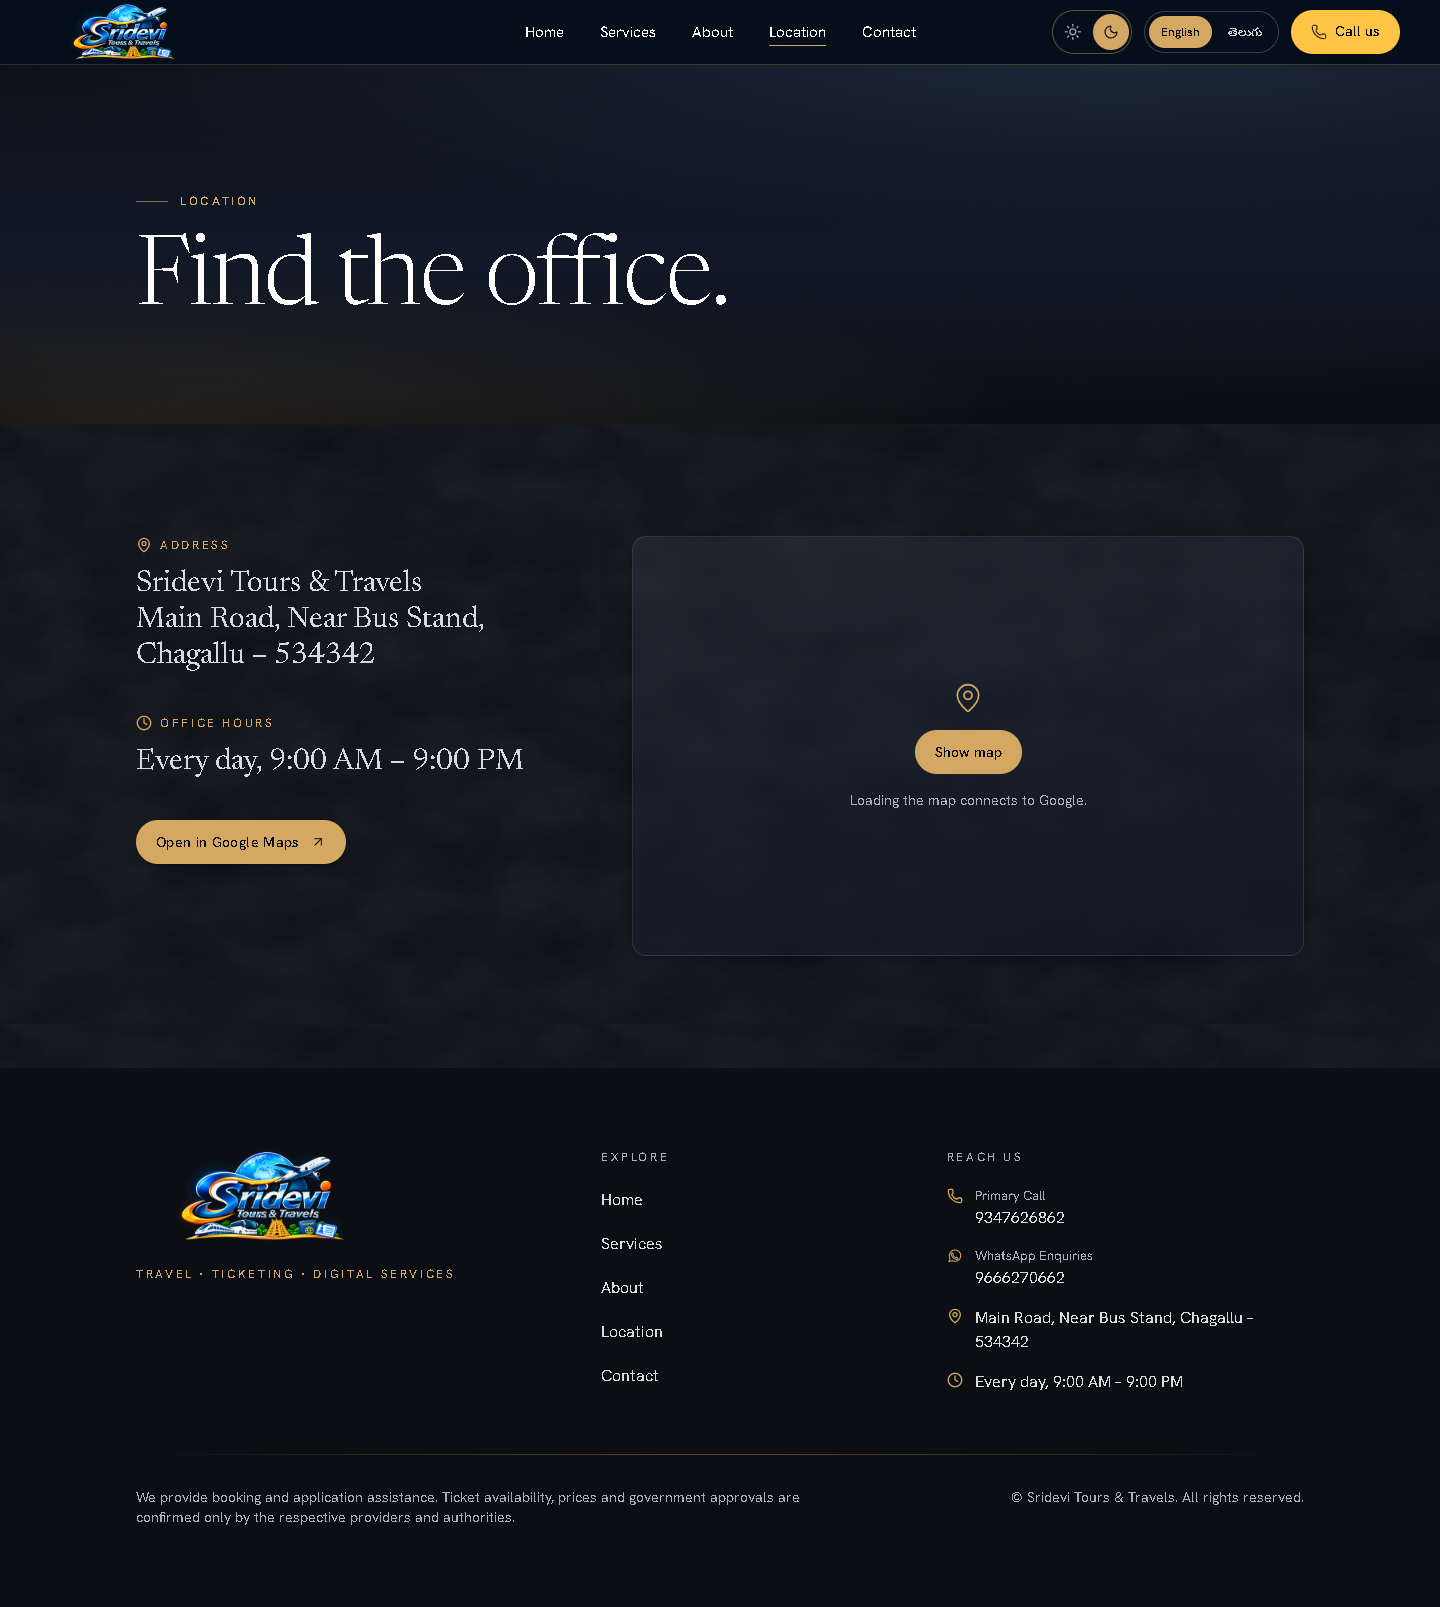 Sridevi
Tours & Travels
Home
Services
About
Location
Contact
English
తెలుగు
Call us
LOCATION
Find the office.
ADDRESS
Sridevi Tours & Travels
Main Road, Near Bus Stand,
Chagallu – 534342
OFFICE HOURS
Every day, 9:00 AM – 9:00 PM
Open in Google Maps
Show map
Loading the map connects to Google.
Sridevi
Tours & Travels
TRAVEL • TICKETING • DIGITAL SERVICES
EXPLORE
Home
Services
About
Location
Contact
REACH US
Primary Call
9347626862
WhatsApp Enquiries
9666270662
Main Road, Near Bus Stand, Chagallu –
534342
Every day, 9:00 AM – 9:00 PM
We provide booking and application assistance. Ticket availability, prices and government approvals are
confirmed only by the respective providers and authorities.
© Sridevi Tours & Travels. All rights reserved.